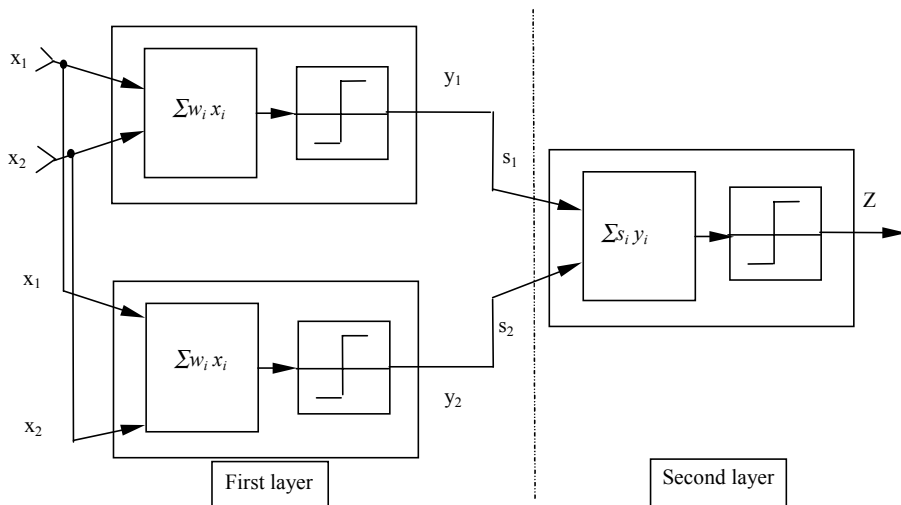 x₁
Σwᵢ xᵢ
y₁
x₂
s₁
Z
Σsᵢ yᵢ
x₁
s₂
Σwᵢ xᵢ
y₂
x₂
First layer
Second layer